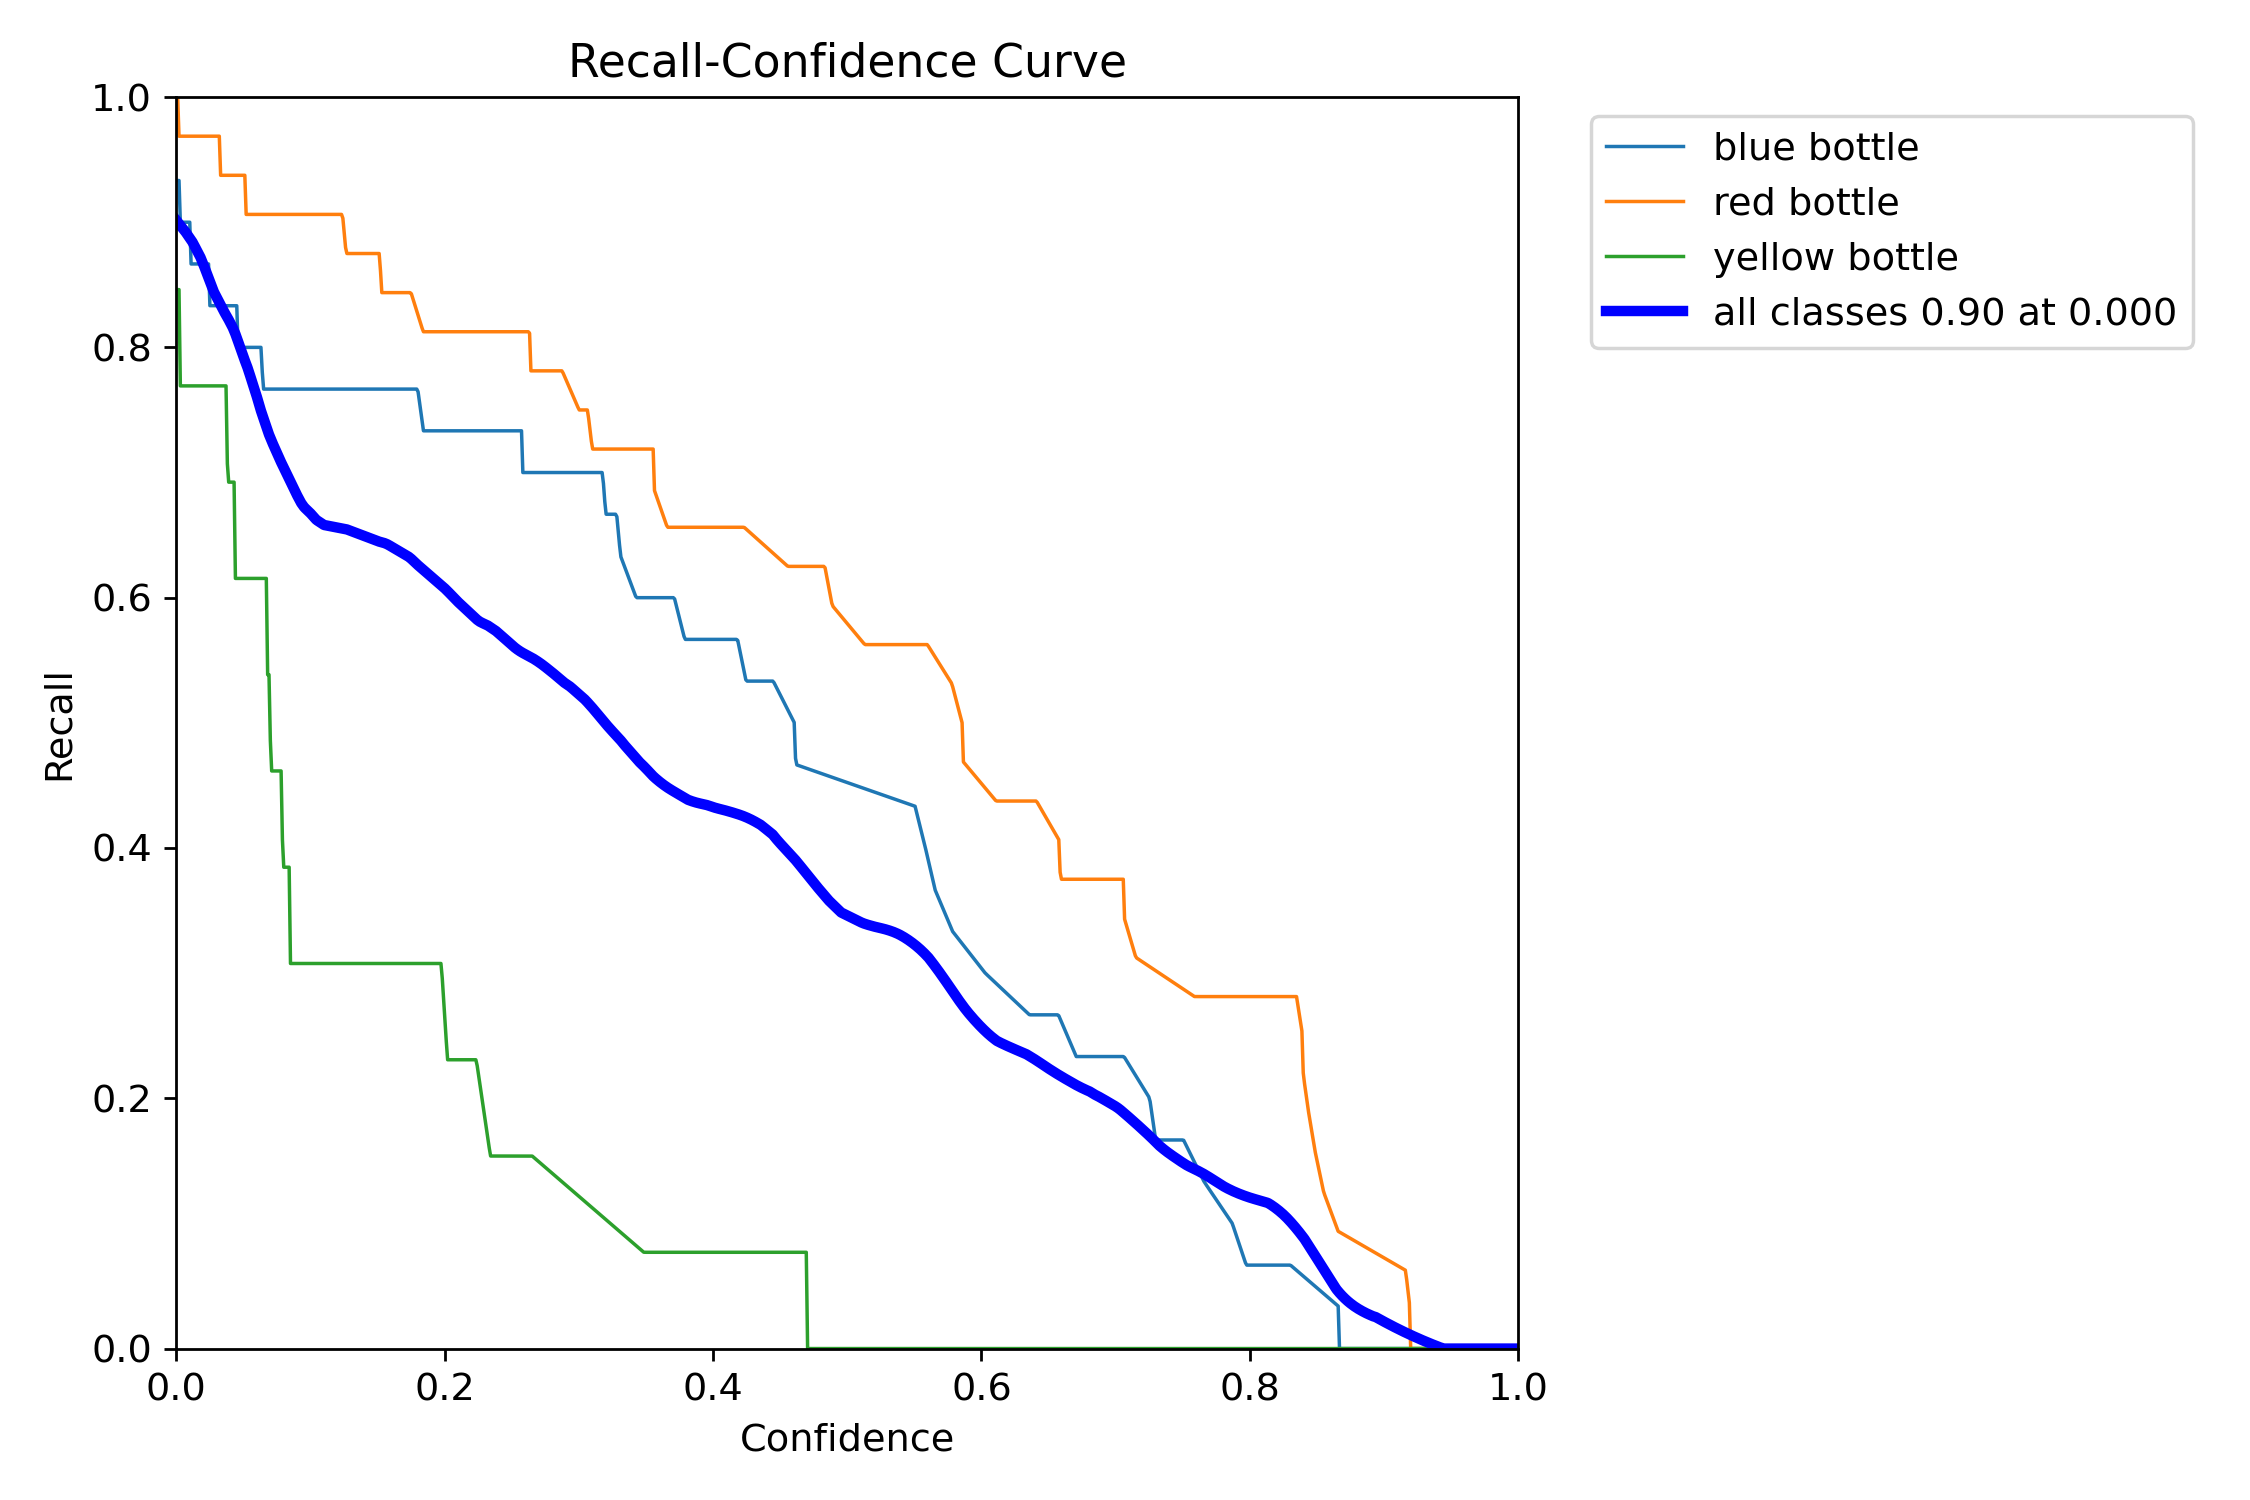 Recall-Confidence Curve
1.0
0.8
0.6
0.4
0.2
0.0
Recall
0.0 0.2 0.4 0.6 0.8 1.0
Confidence
blue bottle
red bottle
yellow bottle
all classes 0.90 at 0.000